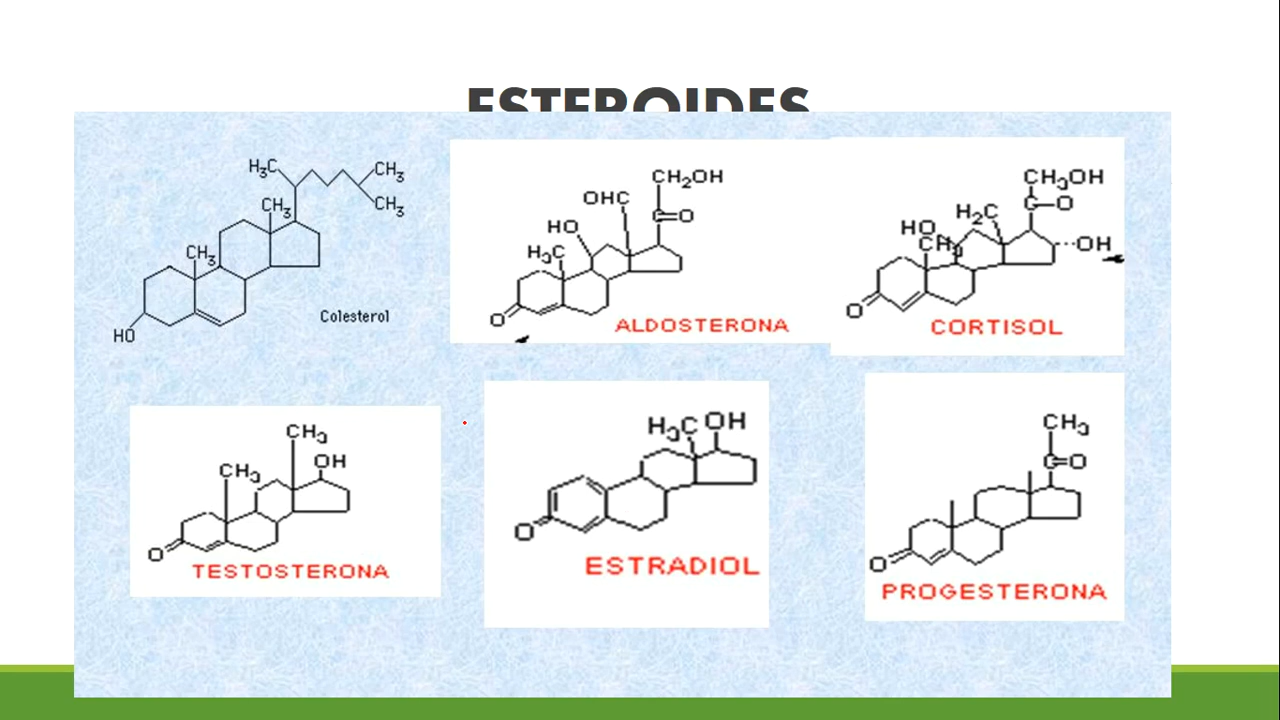 ESTEROIDES
H₃C
CH₃
CH₃
CH₃
CH₃
HO
Colesterol
CH₂OH
OHC
C=O
HO
H₃C
O
ALDOSTERONA
CH₃OH
C—O
H₂C
HO
CH₃
OH
O
CORTISOL
CH₃
OH
CH₃
O
TESTOSTERONA
H₃C
OH
O
ESTRADIOL
CH₃
C=O
O
PROGESTERONA